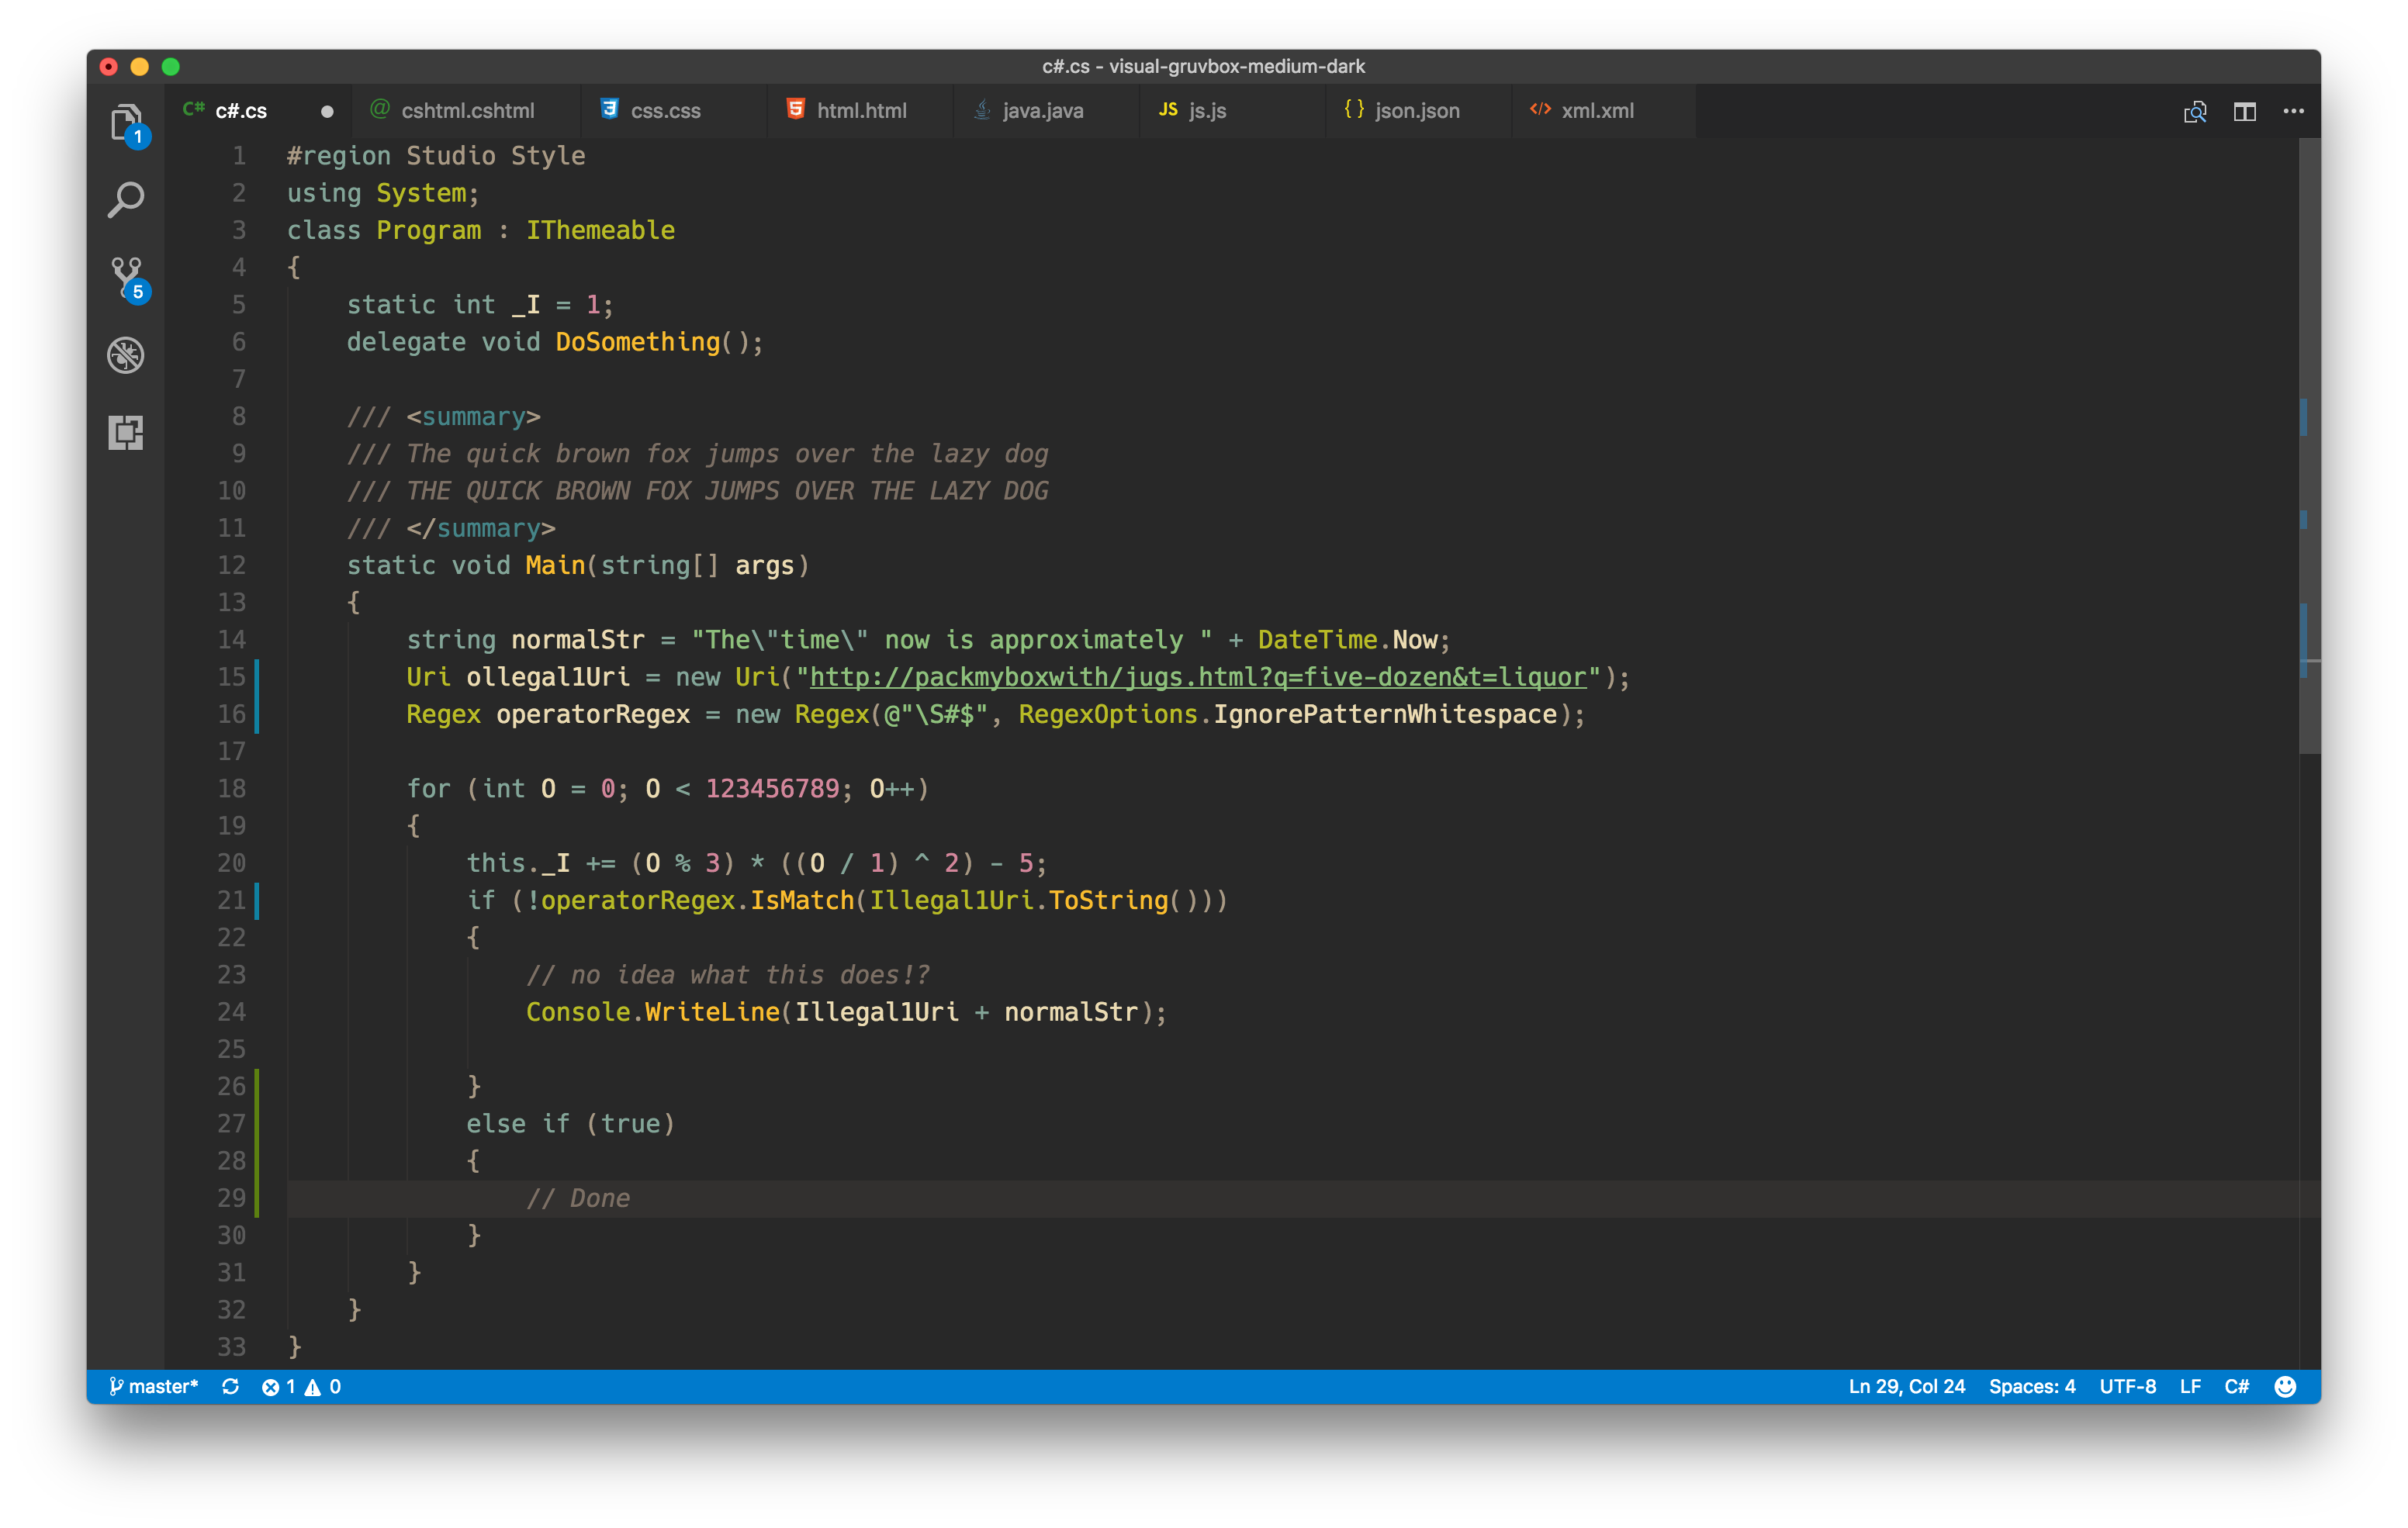 c#.cs - visual-gruvbox-medium-dark
C# c#.cs @ cshtml.cshtml 3 css.css 5 html.html java.java JS js.js {} json.json </> xml.xml
1
5
1 #region Studio Style
2 using System;
3 class Program : IThemeable
4 {
5     static int _I = 1;
6     delegate void DoSomething();
7
8     /// <summary>
9     /// The quick brown fox jumps over the lazy dog
10     /// THE QUICK BROWN FOX JUMPS OVER THE LAZY DOG
11     /// </summary>
12     static void Main(string[] args)
13     {
14         string normalStr = "The\"time\" now is approximately " + DateTime.Now;
15         Uri ollegal1Uri = new Uri("http://packmyboxwith/jugs.html?q=five-dozen&t=liquor");
16         Regex operatorRegex = new Regex(@"\S#$", RegexOptions.IgnorePatternWhitespace);
17
18         for (int O = 0; O < 123456789; O++)
19         {
20             this._I += (O % 3) * ((O / 1) ^ 2) - 5;
21             if (!operatorRegex.IsMatch(Illegal1Uri.ToString()))
22             {
23                 // no idea what this does!?
24                 Console.WriteLine(Illegal1Uri + normalStr);
25
26             }
27             else if (true)
28             {
29                 // Done
30             }
31         }
32     }
33 }
master* 1 0 Ln 29, Col 24 Spaces: 4 UTF-8 LF C#